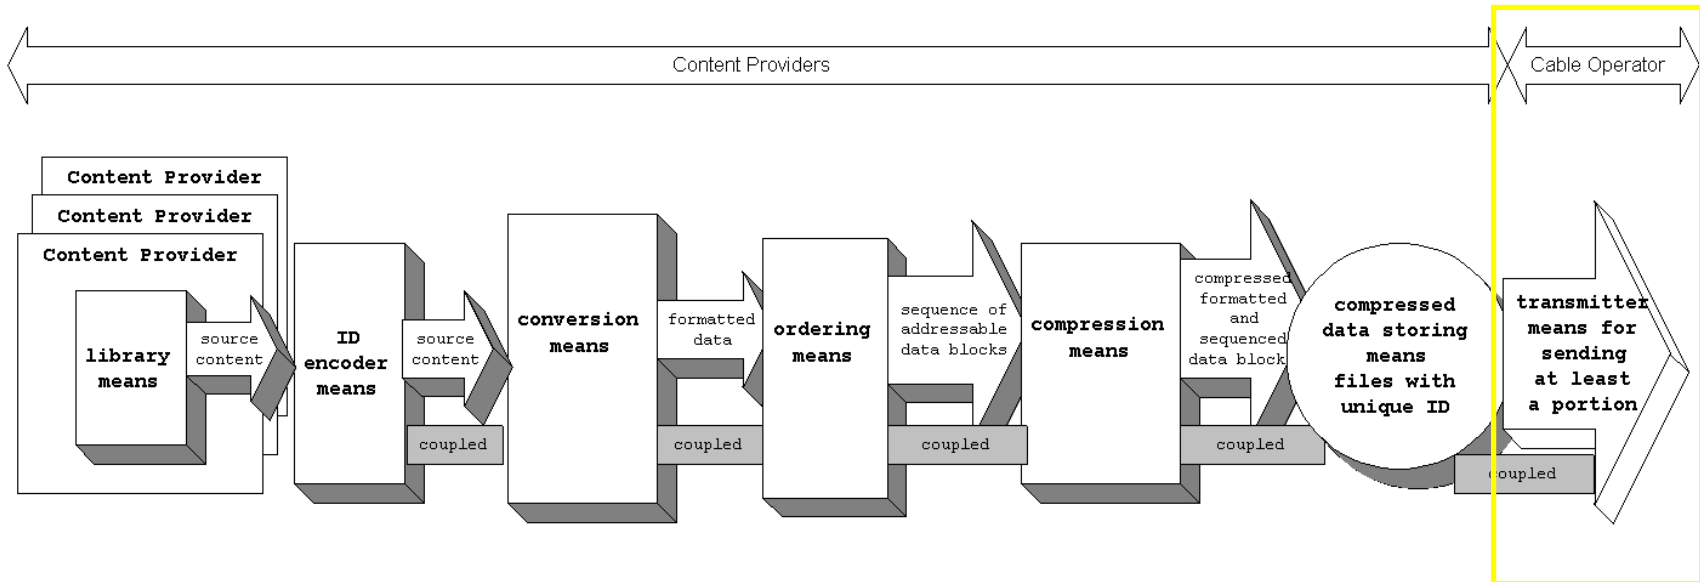 Content Providers
Cable Operator
Content Provider
Content Provider
Content Provider
library
means
source
content
ID
encoder
means
source
content
coupled
conversion
means
formatted
data
coupled
ordering
means
sequence of
addressable
data blocks
coupled
compression
means
compressed
formatted
and
sequenced
data block
coupled
compressed
data storing
means
files with
unique ID
coupled
transmitter
means for
sending
at least
a portion